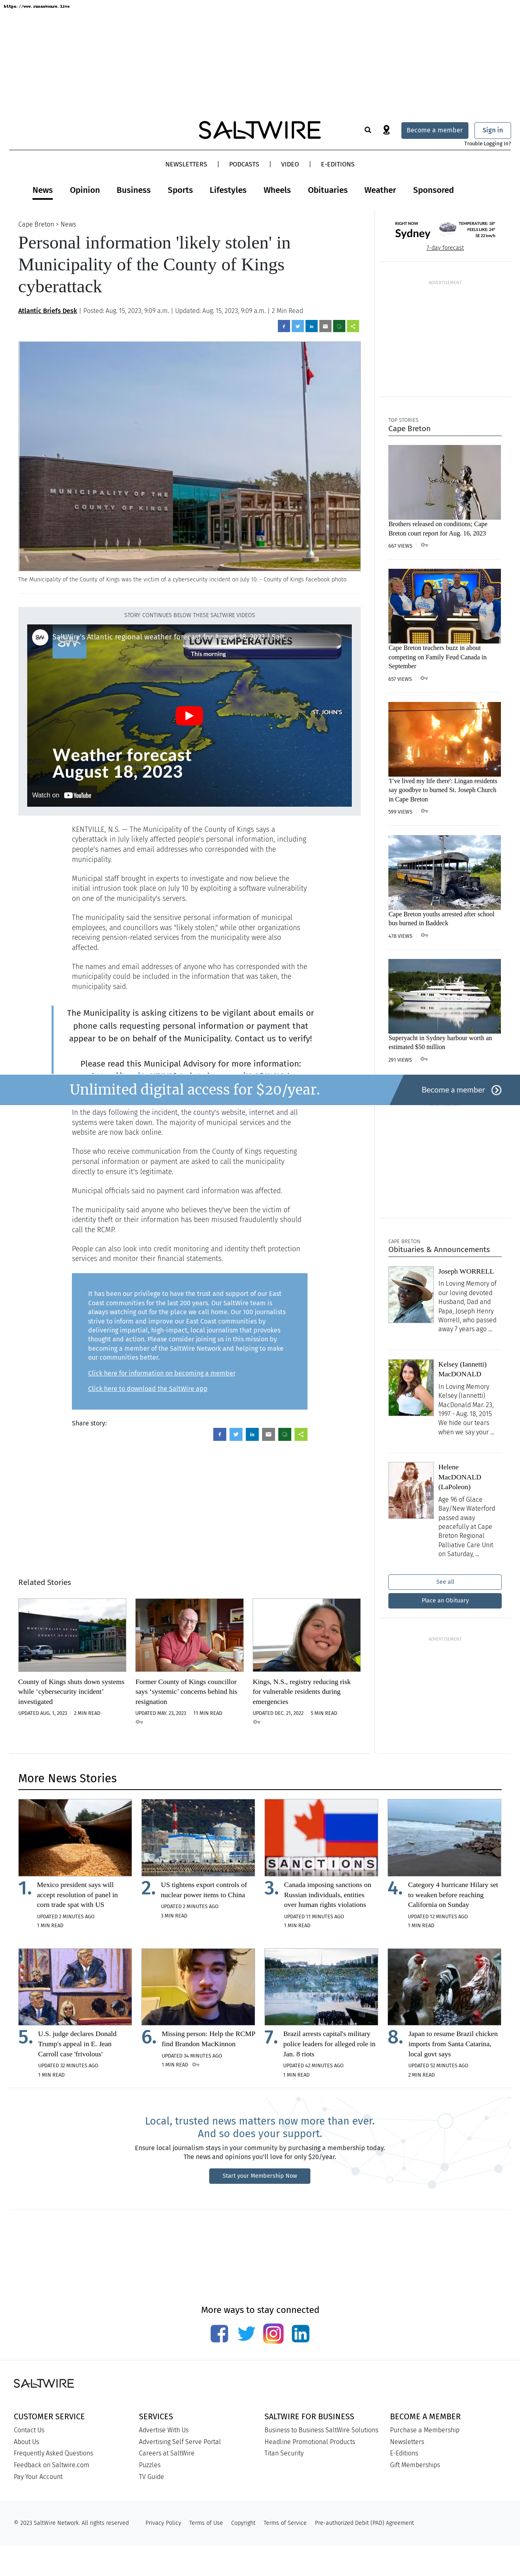 https://www.ransomware.live
SALTWIRE
Become a member
Sign in
Trouble Logging In?
NEWSLETTERS | PODCASTS | VIDEO | E-EDITIONS
News Opinion Business Sports Lifestyles Wheels Obituaries Weather Sponsored
Cape Breton > News
Personal information 'likely stolen' in
Municipality of the County of Kings
cyberattack
Atlantic Briefs Desk | Posted: Aug. 15, 2023, 9:09 a.m. | Updated: Aug. 15, 2023, 9:09 a.m. | 2 Min Read
MUNICIPALITY OF THE
COUNTY OF KINGS
The Municipality of the County of Kings was the victim of a cybersecurity incident on July 10. - County of Kings Facebook photo
STORY CONTINUES BELOW THESE SALTWIRE VIDEOS
LOW TEMPERATURES
This morning
ST. JOHN'S
Weather forecast
August 18, 2023
Watch on YouTube
KENTVILLE, N.S. — The Municipality of the County of Kings says a
cyberattack in July likely affected people's personal information, including
people's names and email addresses who corresponded with the
municipality.
Municipal staff brought in experts to investigate and now believe the
initial intrusion took place on July 10 by exploiting a software vulnerability
on one of the municipality's servers.
The municipality said the sensitive personal information of municipal
employees, and councillors was "likely stolen," while other organizations
receiving pension-related services from the municipality were also
affected.
The names and email addresses of anyone who has corresponded with the
municipality could be included in the information that was taken, the
municipality said.
The Municipality is asking citizens to be vigilant about emails or
phone calls requesting personal information or payment that
appear to be on behalf of the Municipality. Contact us to verify!
Please read this Municipal Advisory for more information:
Unlimited digital access for $20/year.
Become a member
In the days following the incident, the county's website, internet and all
systems were taken down. The majority of municipal services and the
website are now back online.
Those who receive communication from the County of Kings requesting
personal information or payment are asked to call the municipality
directly to ensure it's legitimate.
Municipal officials said no payment card information was affected.
The municipality said anyone who believes they've been the victim of
identity theft or their information has been misused fraudulently should
call the RCMP.
People can also look into credit monitoring and identity theft protection
services and monitor their financial statements.
It has been our privilege to have the trust and support of our East
Coast communities for the last 200 years. Our SaltWire team is
always watching out for the place we call home. Our 100 journalists
strive to inform and improve our East Coast communities by
delivering impartial, high-impact, local journalism that provokes
thought and action. Please consider joining us in this mission by
becoming a member of the SaltWire Network and helping to make
our communities better.
Click here for information on becoming a member
Click here to download the SaltWire app
Share story:
Related Stories
County of Kings shuts down systems
while ‘cybersecurity incident’
investigated
UPDATED AUG. 1, 2023 | 2 MIN READ
Former County of Kings councillor
says ‘systemic’ concerns behind his
resignation
UPDATED MAY. 23, 2023 | 11 MIN READ
Kings, N.S., registry reducing risk
for vulnerable residents during
emergencies
UPDATED DEC. 21, 2022 | 5 MIN READ
RIGHT NOW
Sydney
TEMPERATURE: 18°
FEELS LIKE: 24°
SE 22 km/h
7-day forecast
ADVERTISEMENT
TOP STORIES
Cape Breton
Brothers released on conditions; Cape
Breton court report for Aug. 16, 2023
667 VIEWS
Cape Breton teachers buzz in about
competing on Family Feud Canada in
September
657 VIEWS
'I've lived my life there': Lingan residents
say goodbye to burned St. Joseph Church
in Cape Breton
599 VIEWS
Cape Breton youths arrested after school
bus burned in Baddeck
478 VIEWS
Superyacht in Sydney harbour worth an
estimated $50 million
291 VIEWS
CAPE BRETON
Obituaries & Announcements
Joseph WORRELL
In Loving Memory
of our loving devoted
Husband, Dad and
Papa, Joseph Henry
Worrell, who passed
away 7 years ago ...
Kelsey (Iannetti)
MacDONALD
In Loving Memory
Kelsey (Iannetti)
MacDonald Mar. 23,
1997 - Aug. 18, 2015
We hide our tears
when we say your ...
Helene
MacDONALD
(LaPoleon)
Age 96 of Glace
Bay/New Waterford
passed away
peacefully at Cape
Breton Regional
Palliative Care Unit
on Saturday, ...
See all
Place an Obituary
ADVERTISEMENT
More News Stories
1. Mexico president says will
accept resolution of panel in
corn trade spat with US
UPDATED 2 MINUTES AGO
1 MIN READ
2. US tightens export controls of
nuclear power items to China
UPDATED 2 MINUTES AGO
3 MIN READ
SANCTIONS
3. Canada imposing sanctions on
Russian individuals, entities
over human rights violations
UPDATED 11 MINUTES AGO
1 MIN READ
4. Category 4 hurricane Hilary set
to weaken before reaching
California on Sunday
UPDATED 12 MINUTES AGO
1 MIN READ
5. U.S. judge declares Donald
Trump's appeal in E. Jean
Carroll case 'frivolous'
UPDATED 32 MINUTES AGO
1 MIN READ
6. Missing person: Help the RCMP
find Brandon MacKinnon
UPDATED 34 MINUTES AGO
1 MIN READ
7. Brazil arrests capital's military
police leaders for alleged role in
Jan. 8 riots
UPDATED 42 MINUTES AGO
1 MIN READ
8. Japan to resume Brazil chicken
imports from Santa Catarina,
local govt says
UPDATED 52 MINUTES AGO
2 MIN READ
Local, trusted news matters now more than ever.
And so does your support.
Ensure local journalism stays in your community by purchasing a membership today.
The news and opinions you'll love for only $20/year.
Start your Membership Now
More ways to stay connected
SALTWIRE
CUSTOMER SERVICE
Contact Us
About Us
Frequently Asked Questions
Feedback on Saltwire.com
Pay Your Account
SERVICES
Advertise With Us
Advertising Self Serve Portal
Careers at SaltWire
Puzzles
TV Guide
SALTWIRE FOR BUSINESS
Business to Business SaltWire Solutions
Headline Promotional Products
Titan Security
BECOME A MEMBER
Purchase a Membership
Newsletters
E-Editions
Gift Memberships
© 2023 SaltWire Network. All rights reserved
Privacy Policy Terms of Use Copyright Terms of Service Pre-authorized Debit (PAD) Agreement